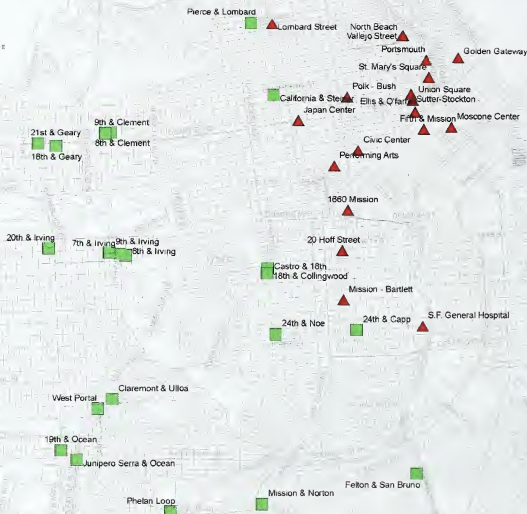 Pierce & Lombard
Lombard Street
North Beach
Vallejo Street
Portsmouth
Golden Gateway
St. Mary's Square
Polk - Bush
Union Square
California & Steiner
Ellis & O'Farrell
Sutter-Stockton
Japan Center
Fifth & Mission
Moscone Center
9th & Clement
21st & Geary
8th & Clement
18th & Geary
Civic Center
Performing Arts
1660 Mission
20th & Irving
7th & Irving
9th & Irving
8th & Irving
20 Hoff Street
Castro & 18th
18th & Collingwood
Mission - Bartlett
24th & Noe
24th & Capp
S.F. General Hospital
Claremont & Ulloa
West Portal
19th & Ocean
Junipero Serra & Ocean
Felton & San Bruno
Phelan Loop
Mission & Norton